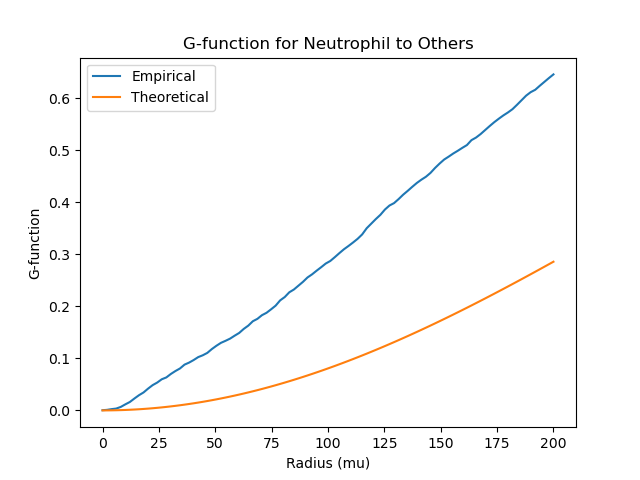 G-function for Neutrophil to Others
Empirical
Theoretical
0.6
0.5
0.4
0.3
0.2
0.1
0.0
G-function
0 25 50 75 100 125 150 175 200
Radius (mu)